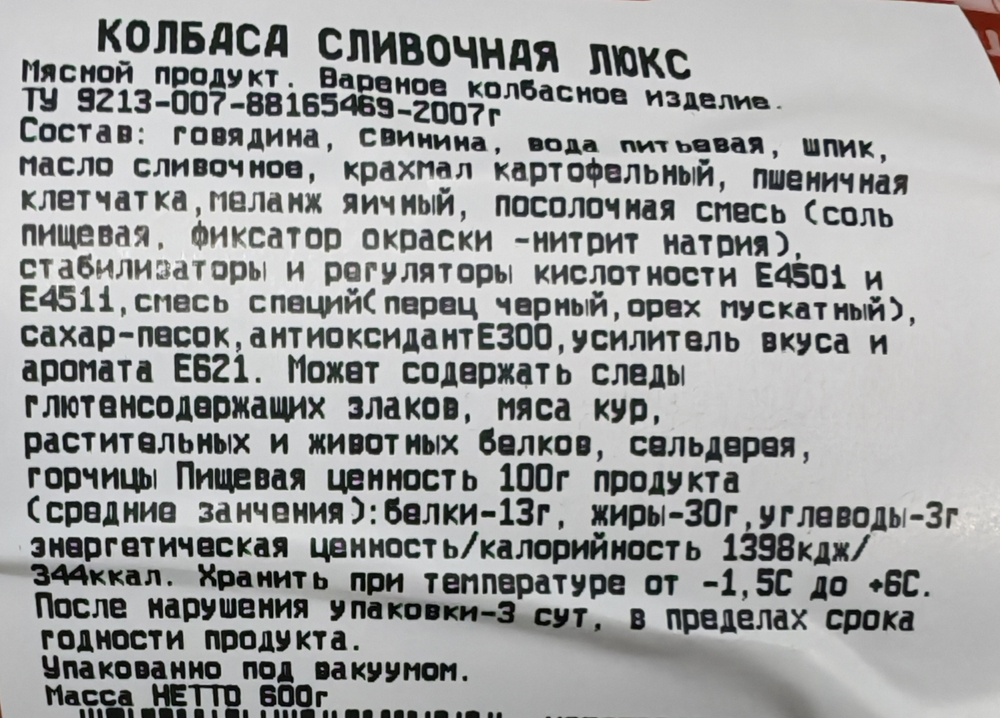 КОЛБАСА СЛИВОЧНАЯ ЛЮКС
Мясной продукт. Вареное колбасное изделие.
ТУ 9213-007-88165469-2007г
Состав: говядина, свинина, вода питьевая, шпик,
масло сливочное, крахмал картофельный, пшеничная
клетчатка,меланж яичный, посолочная смесь (соль
пищевая, фиксатор окраски -нитрит натрия),
стабилизаторы и регуляторы кислотности Е4501 и
Е4511,смесь специй(перец черный,орех мускатный),
сахар-песок,антиоксидантЕ300,усилитель вкуса и
аромата Е621. Может содержать следы
глютенсодержащих злаков, мяса кур,
растительных и животных белков, сельдерея,
горчицы Пищевая ценность 100г продукта
(средние занчения):белки-13г, жиры-30г,углеводы-3г
энергетическая ценность/калорийность 1398кдж/
344ккал. Хранить при температуре от -1,5С до +6С.
После нарушения упаковки-3 сут, в пределах срока
годности продукта.
Упакованно под вакуумом.
Масса НЕТТО 600г